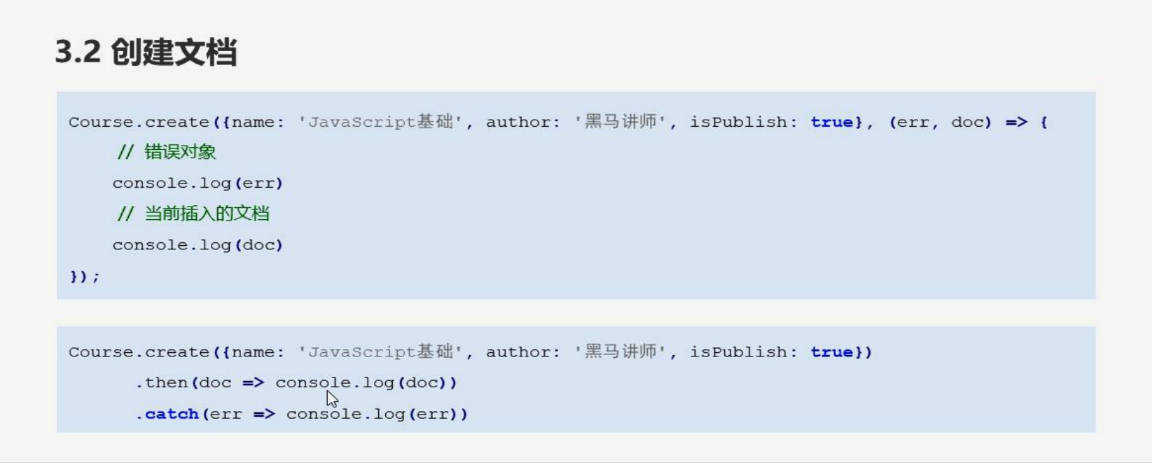 3.2 创建文档
Course.create({name: 'JavaScript基础', author: '黑马讲师', isPublish: true}, (err, doc) => {
// 错误对象
console.log(err)
// 当前插入的文档
console.log(doc)
});
Course.create({name: 'JavaScript基础', author: '黑马讲师', isPublish: true})
.then(doc => console.log(doc))
.catch(err => console.log(err))